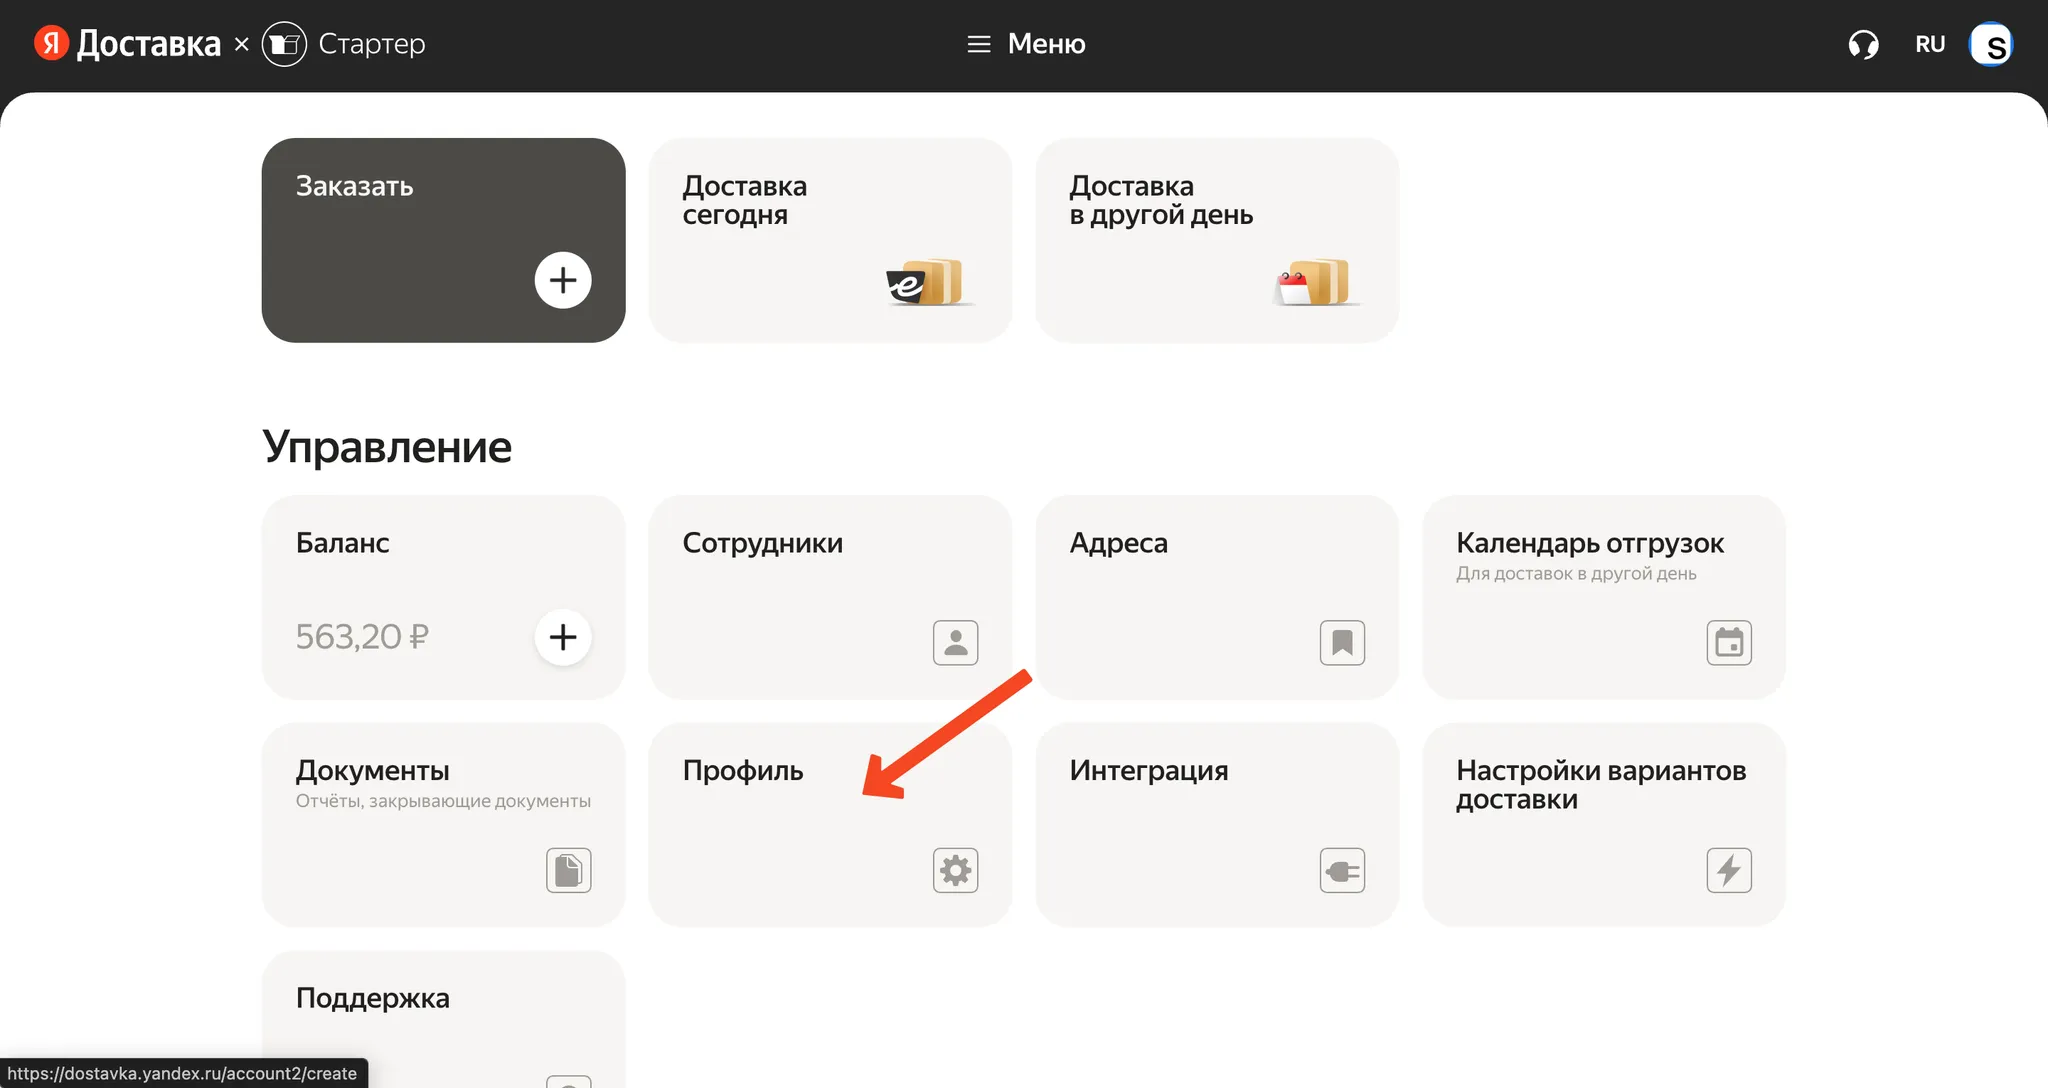 Я Доставка × Стартер
Меню
RU
S
Заказать
Доставка
сегодня
Доставка
в другой день
Управление
Баланс
563,20 ₽
Сотрудники
Адреса
Календарь отгрузок
Для доставок в другой день
Документы
Отчёты, закрывающие документы
Профиль
Интеграция
Настройки вариантов
доставки
Поддержка
https://dostavka.yandex.ru/account2/create